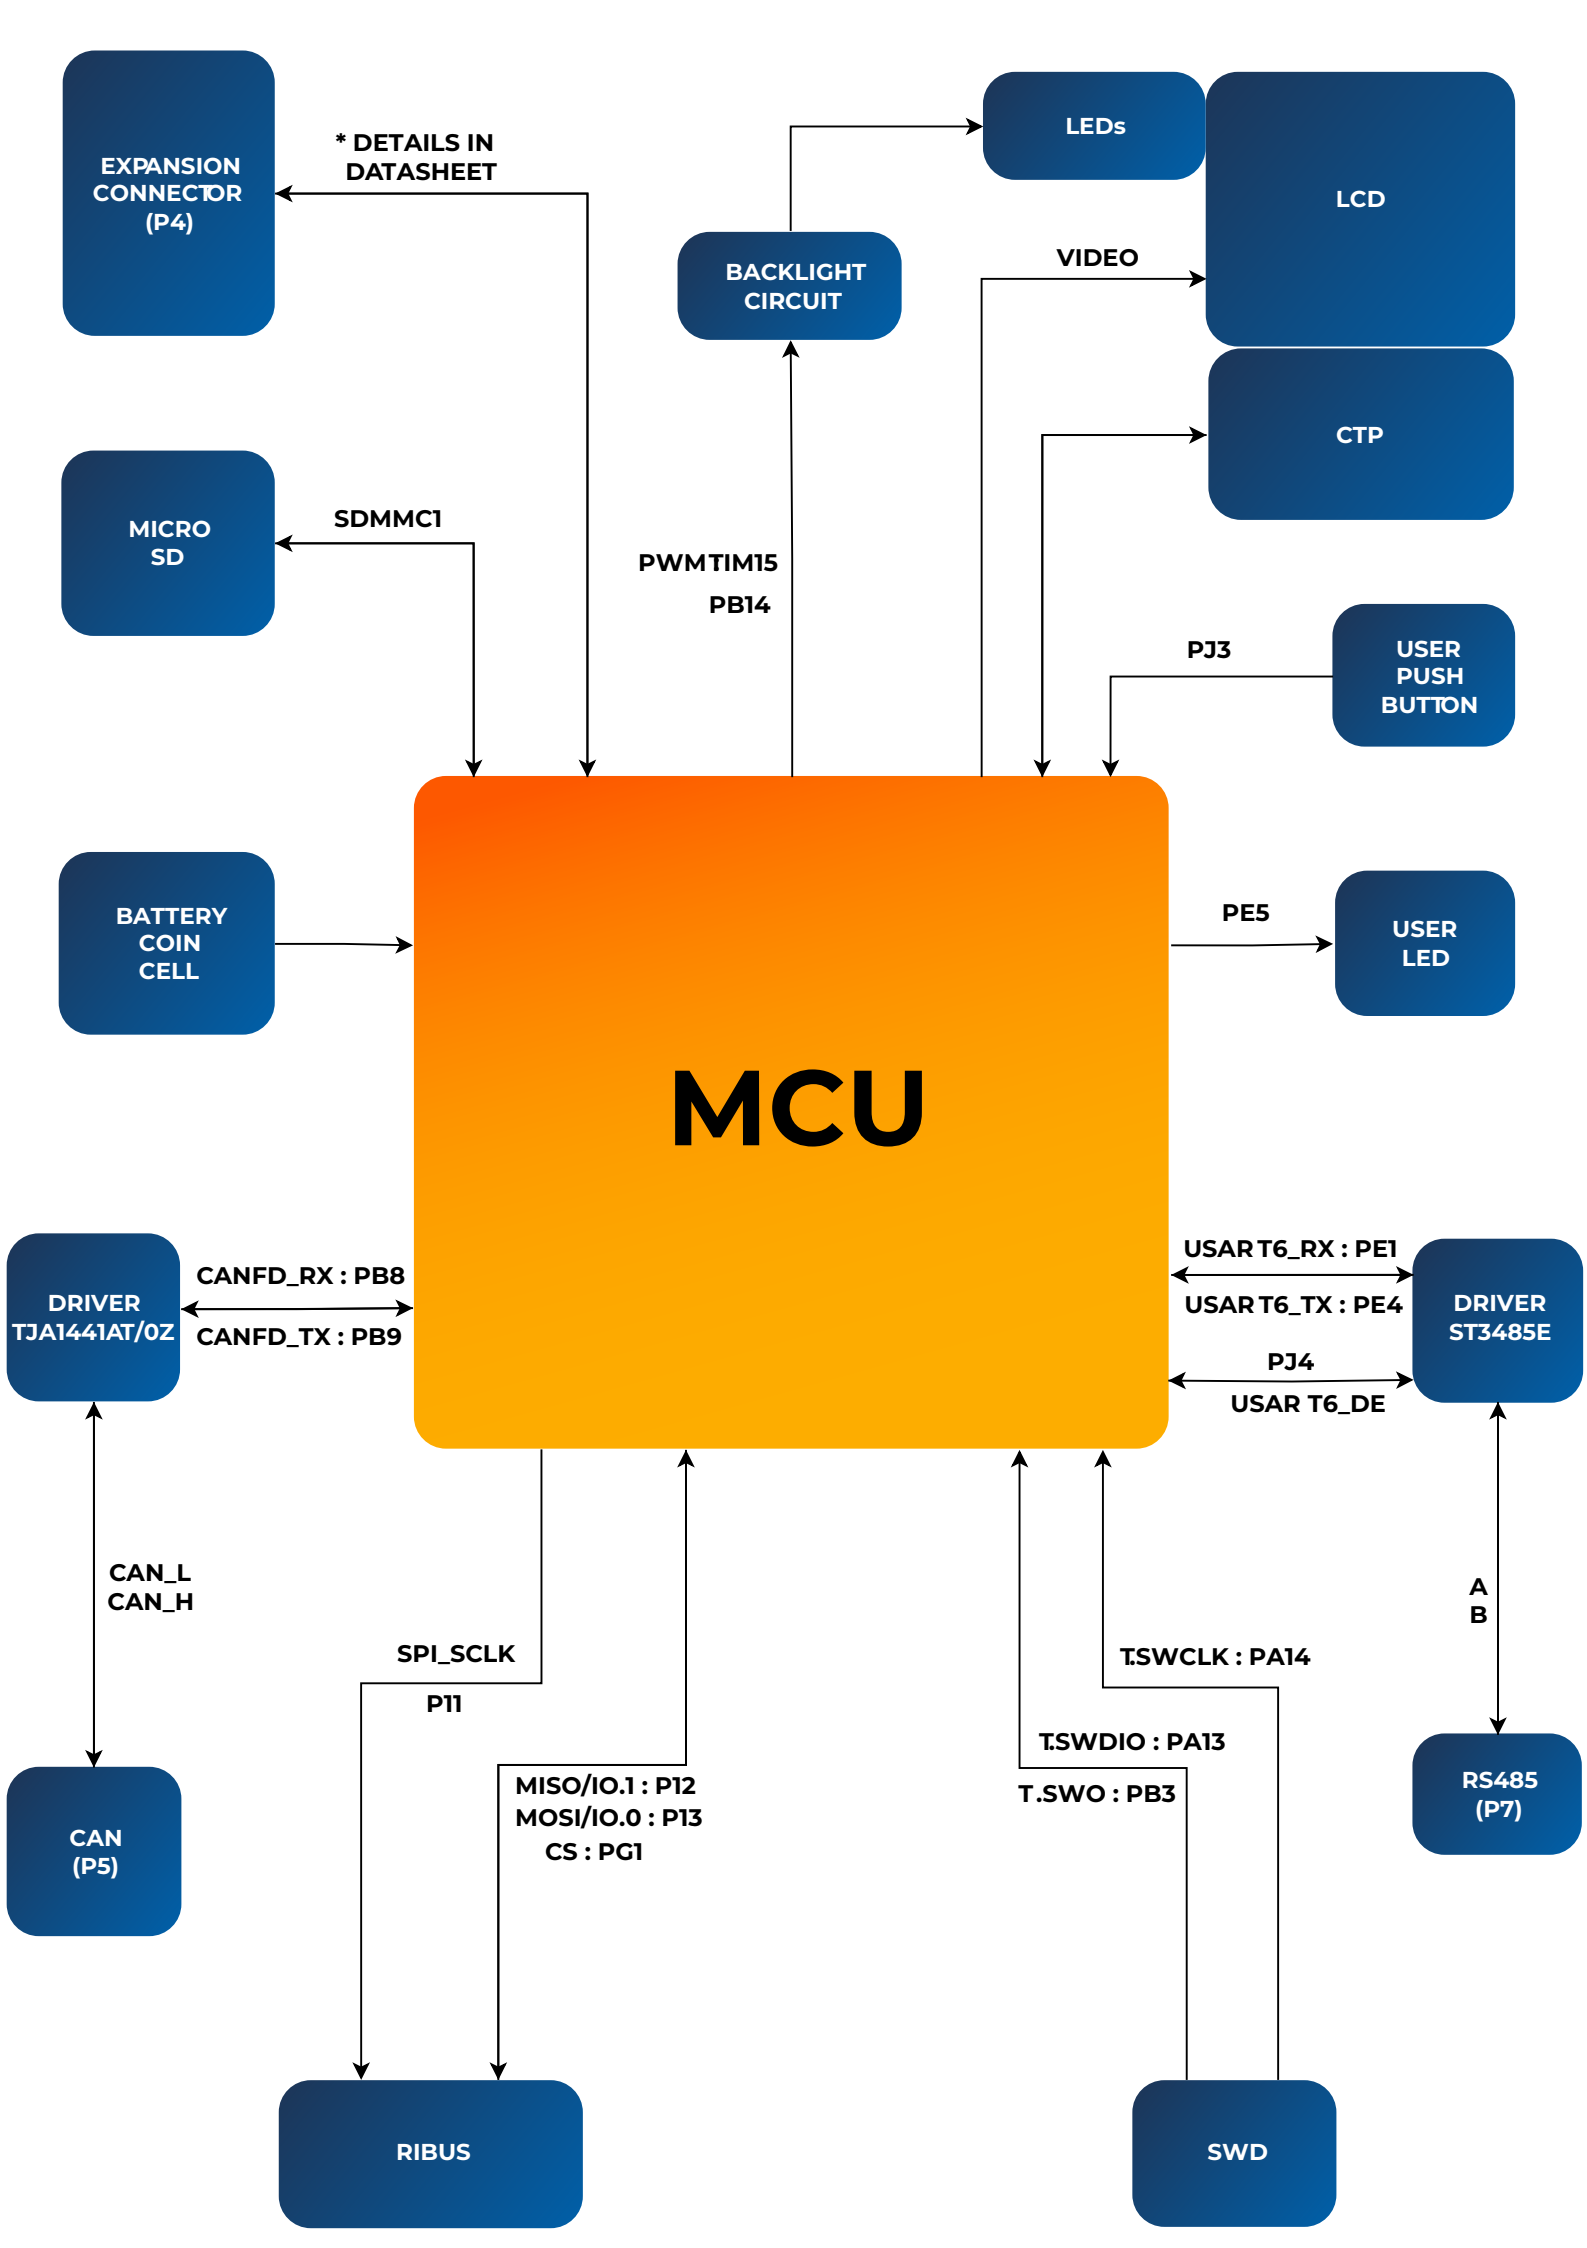 EXPANSION
CONNECTOR
(P4)
* DETAILS IN
DATASHEET
LEDs
LCD
BACKLIGHT
CIRCUIT
VIDEO
CTP
MICRO
SD
SDMMC1
PWM TIM15
PB14
PJ3
USER
PUSH
BUTTON
BATTERY
COIN
CELL
PE5
USER
LED
MCU
DRIVER
TJA1441AT/0Z
CANFD_RX : PB8
CANFD_TX : PB9
USART6_RX : PE1
USART6_TX : PE4
PJ4
USART6_DE
DRIVER
ST3485E
CAN_L
CAN_H
A
B
SPI_SCLK
P11
T.SWCLK : PA14
T.SWDIO : PA13
T.SWO : PB3
MISO/IO.1 : P12
MOSI/IO.0 : P13
CS : PG1
RS485
(P7)
CAN
(P5)
RIBUS
SWD